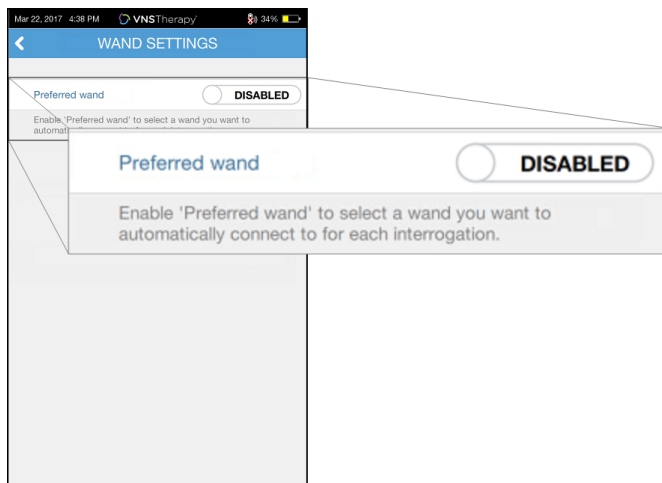 Mar 22, 2017 4:38 PM VNSTherapy 34%
WAND SETTINGS
Preferred wand DISABLED
Enable 'Preferred wand' to select a wand you want to
Preferred wand DISABLED
Enable 'Preferred wand' to select a wand you want to
automatically connect to for each interrogation.